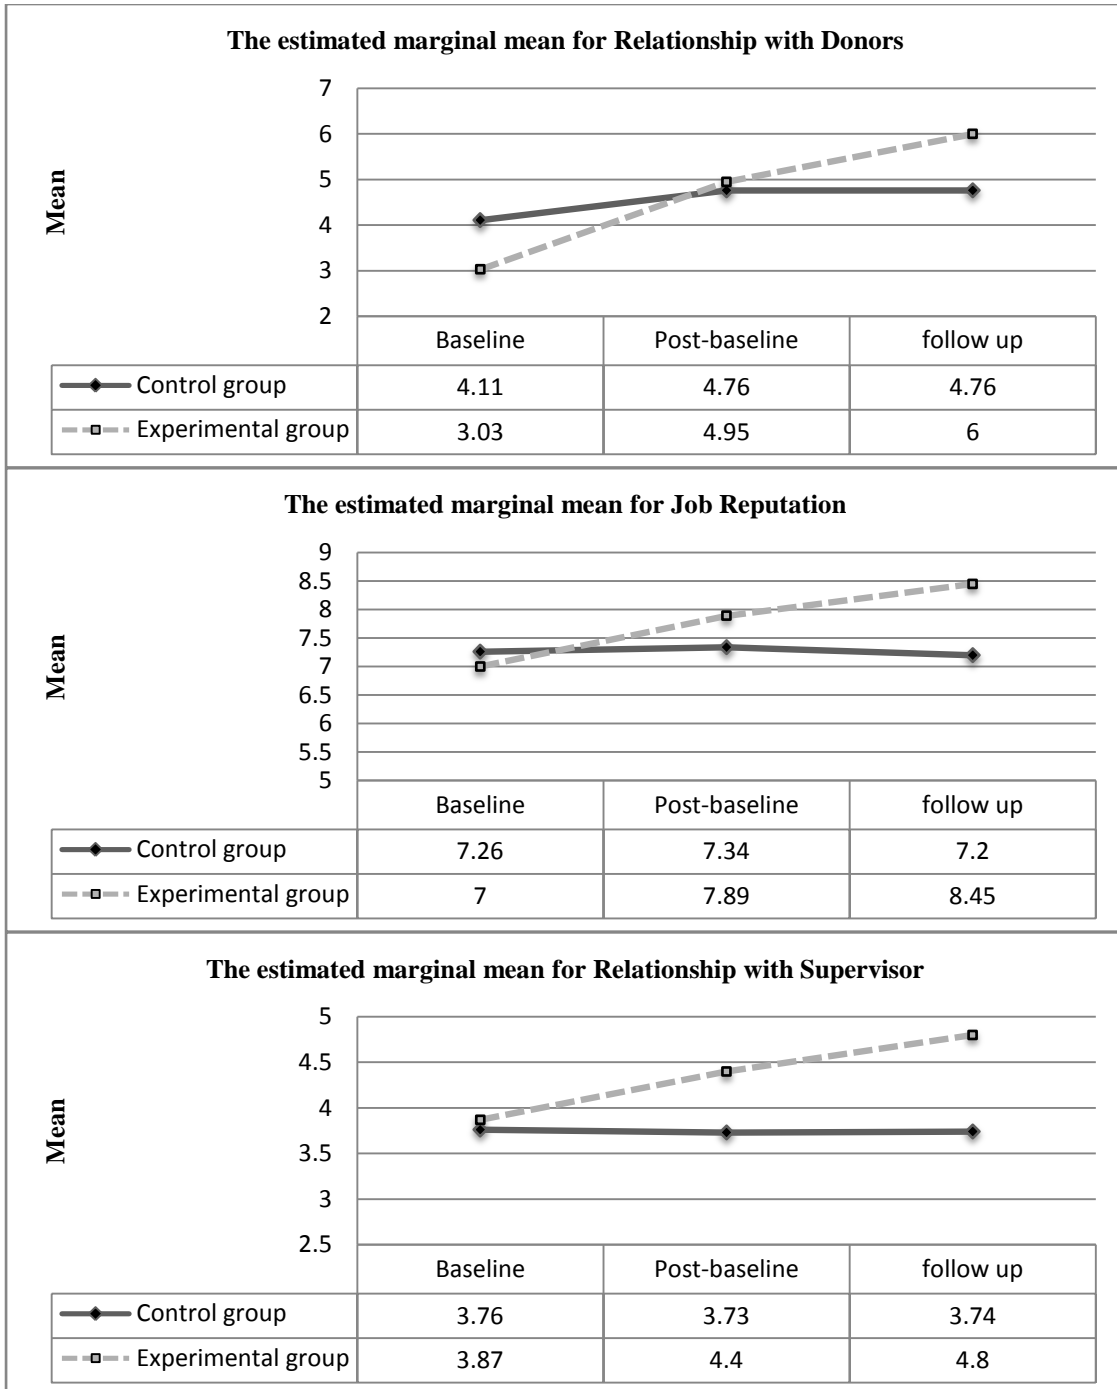 The estimated marginal mean for Relationship with Donors
Mean
7
6
5
4
3
2
Baseline Post-baseline follow up
Control group 4.11 4.76 4.76
Experimental group 3.03 4.95 6
The estimated marginal mean for Job Reputation
Mean
9
8.5
8
7.5
7
6.5
6
5.5
5
Baseline Post-baseline follow up
Control group 7.26 7.34 7.2
Experimental group 7 7.89 8.45
The estimated marginal mean for Relationship with Supervisor
Mean
5
4.5
4
3.5
3
2.5
Baseline Post-baseline follow up
Control group 3.76 3.73 3.74
Experimental group 3.87 4.4 4.8